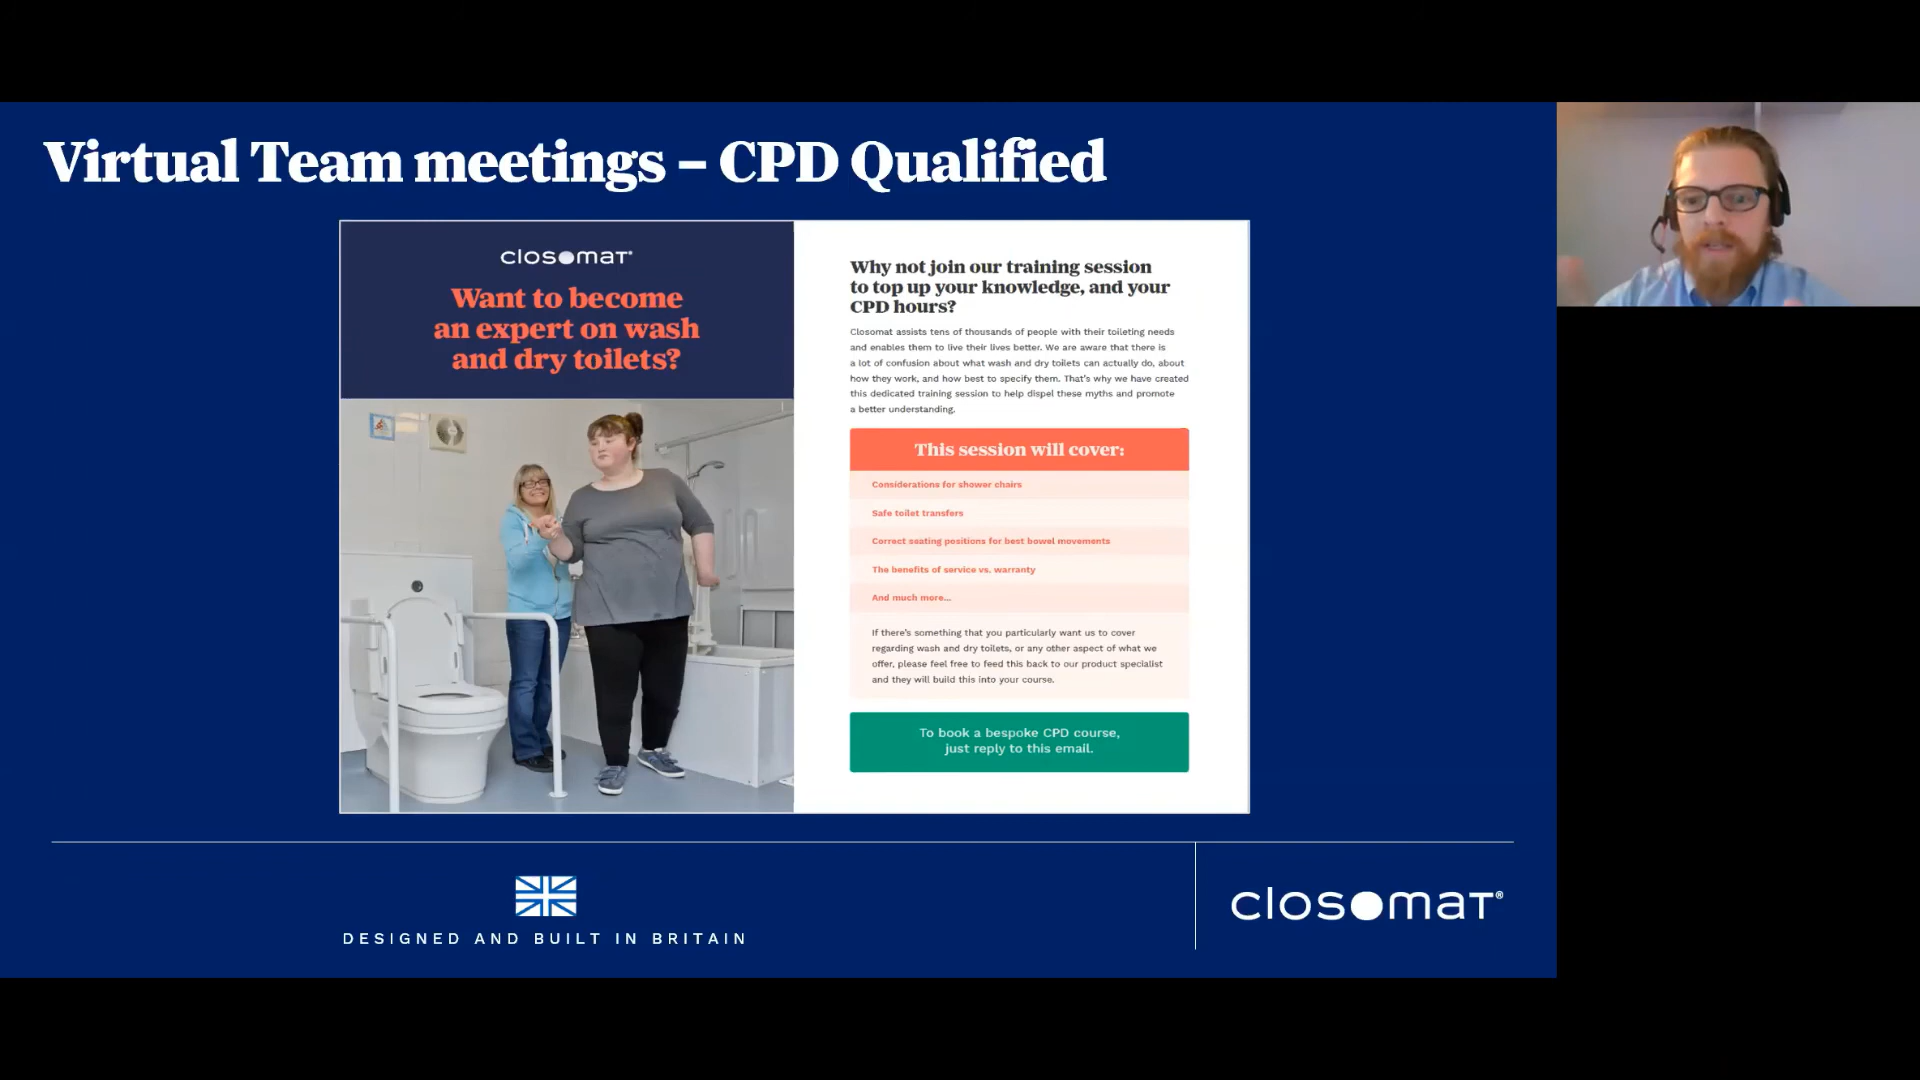 Virtual Team meetings – CPD Qualified
closomat®
Want to become
an expert on wash
and dry toilets?
Why not join our training session
to top up your knowledge, and your
CPD hours?
Closomat assists tens of thousands of people with their toileting needs
and enables them to live their lives better. We are aware that there is
a lot of confusion about what wash and dry toilets can actually do, about
how they work, and how best to specify them. That's why we have created
this dedicated training session to help dispel these myths and promote
a better understanding.
This session will cover:
Considerations for shower chairs
Safe toilet transfers
Correct seating positions for best bowel movements
The benefits of service vs. warranty
And much more...
If there's something that you particularly want us to cover
regarding wash and dry toilets, or any other aspect of what we
offer, please feel free to feed this back to our product specialist
and they will build this into your course.
To book a bespoke CPD course,
just reply to this email.
DESIGNED AND BUILT IN BRITAIN
closomat®